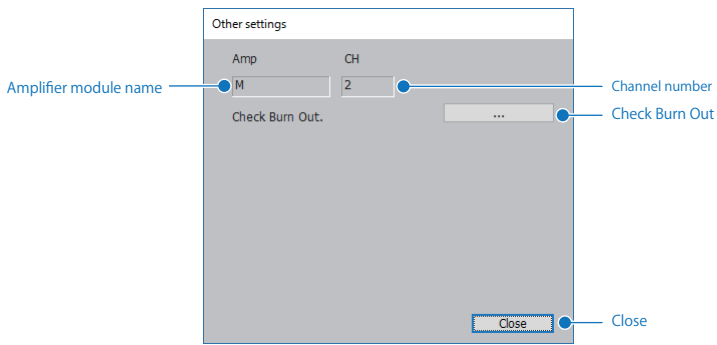 Other settings
Amp CH
Amplifier module name M 2 Channel number
Check Burn Out. ... Check Burn Out
Close Close